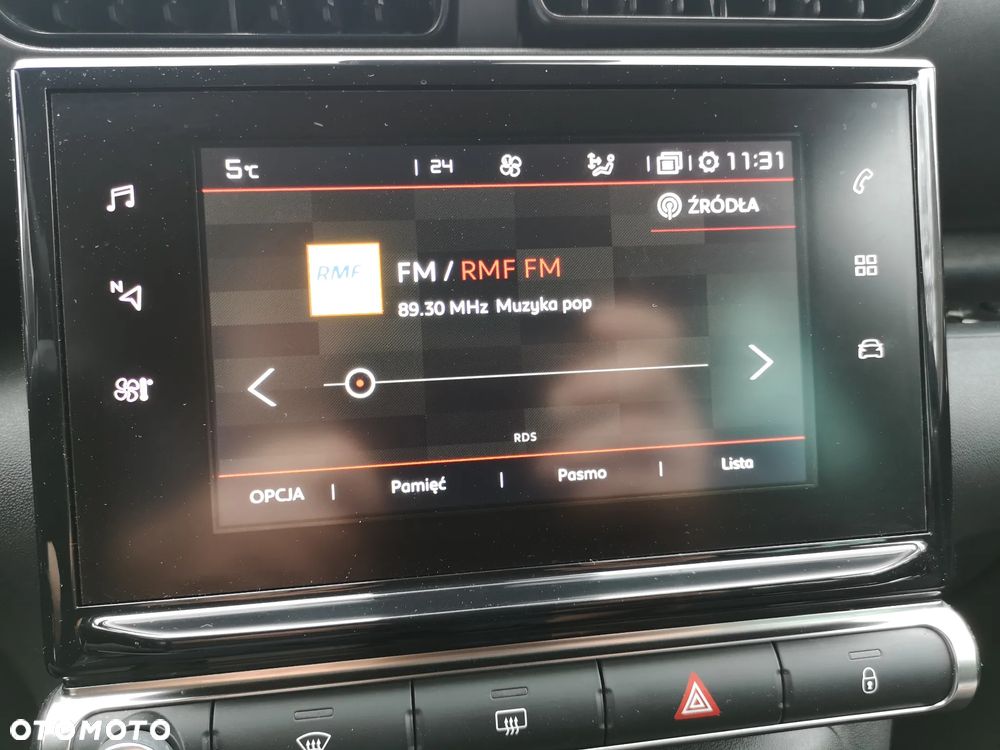 5°C | 24 11:31
ŹRÓDŁA
RMF
FM / RMF FM
89.30 MHz Muzyka pop
N
RDS
OPCJA | Pamięć | Pasmo | Lista
OTOMOTO